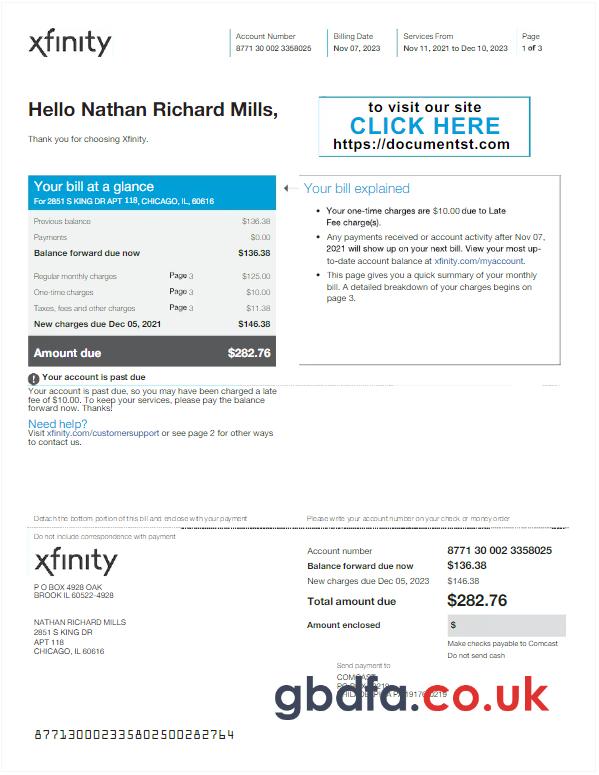 xfinity
Account Number
8771 30 002 3358025
Billing Date
Nov 07, 2023
Services From
Nov 11, 2021 to Dec 10, 2023
Page
1 of 3
Hello Nathan Richard Mills,
Thank you for choosing Xfinity.
to visit our site
CLICK HERE
https://documentst.com
Your bill at a glance
For 2851 S KING DR APT 118, CHICAGO, IL, 60616
Previous balance $136.38
Payments $0.00
Balance forward due now $136.38
Regular monthly charges Page 3 $125.00
One-time charges Page 3 $10.00
Taxes, fees and other charges Page 3 $11.38
New charges due Dec 05, 2021 $146.38
Amount due $282.76
! Your account is past due
Your account is past due, so you may have been charged a late
fee of $10.00. To keep your services, please pay the balance
forward now. Thanks!
Need help?
Visit xfinity.com/customersupport or see page 2 for other ways
to contact us.
Your bill explained
• Your one-time charges are $10.00 due to Late
Fee charge(s).
• Any payments received or account activity after Nov 07,
2021 will show up on your next bill. View your most up-
to-date account balance at xfinity.com/myaccount.
• This page gives you a quick summary of your monthly
bill. A detailed breakdown of your charges begins on
page 3.
Detach the bottom portion of this bill and enclose with your payment
Please write your account number on your check or money order
Do not include correspondence with payment
xfinity
P O BOX 4928 OAK
BROOK IL 60522-4928
NATHAN RICHARD MILLS
2851 S KING DR
APT 118
CHICAGO, IL 60616
Account number 8771 30 002 3358025
Balance forward due now $136.38
New charges due Dec 05, 2023 $146.38
Total amount due $282.76
Amount enclosed $
Make checks payable to Comcast
Do not send cash
Send payment to
COMCAST
gbdfa.co.uk
877130002335802500282764